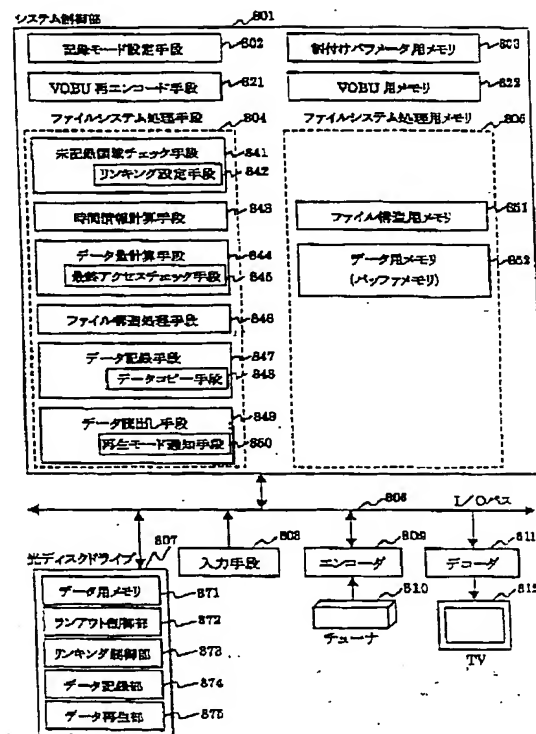 システム制御部
801
記録モード設定手段
802
割付けパラメータ用メモリ
803
VOBU 再エンコード手段
821
VOBU 用メモリ
822
ファイルシステム処理手段
804
ファイルシステム処理用メモリ
805
未記録領域チェック手段
841
リンキング設定手段
842
時間情報計算手段
843
ファイル構造用メモリ
851
データ量計算手段
844
最終アクセスチェック手段
845
データ用メモリ
(バッファメモリ)
852
ファイル構造処理手段
846
データ記録手段
847
データコピー手段
848
データ読出し手段
849
再生モード通知手段
850
806
I/Oバス
光ディスクドライブ
807
入力手段
808
エンコーダ
809
デコーダ
811
データ用メモリ
871
810
チューナ
812
TV
ランアウト制御部
872
リンキング制御部
873
データ記録部
874
データ再生部
875